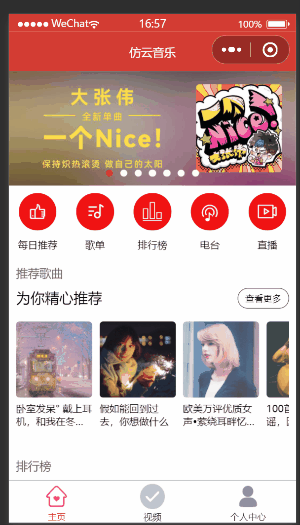 WeChat
16:57
100%
仿云音乐
大张伟
全新单曲
一个Nice!
保持炽热滚烫 做自己的太阳
一个
NICE!
大张伟
每日推荐
歌单
排行榜
电台
直播
推荐歌曲
为你精心推荐
查看更多
卧室发呆” 戴上耳
机，和我在冬...
假如能回到过
去，你想做什么
欧美万评优质女
声•萦绕耳畔忆...
100首
谣，
排行榜
主页
视频
个人中心